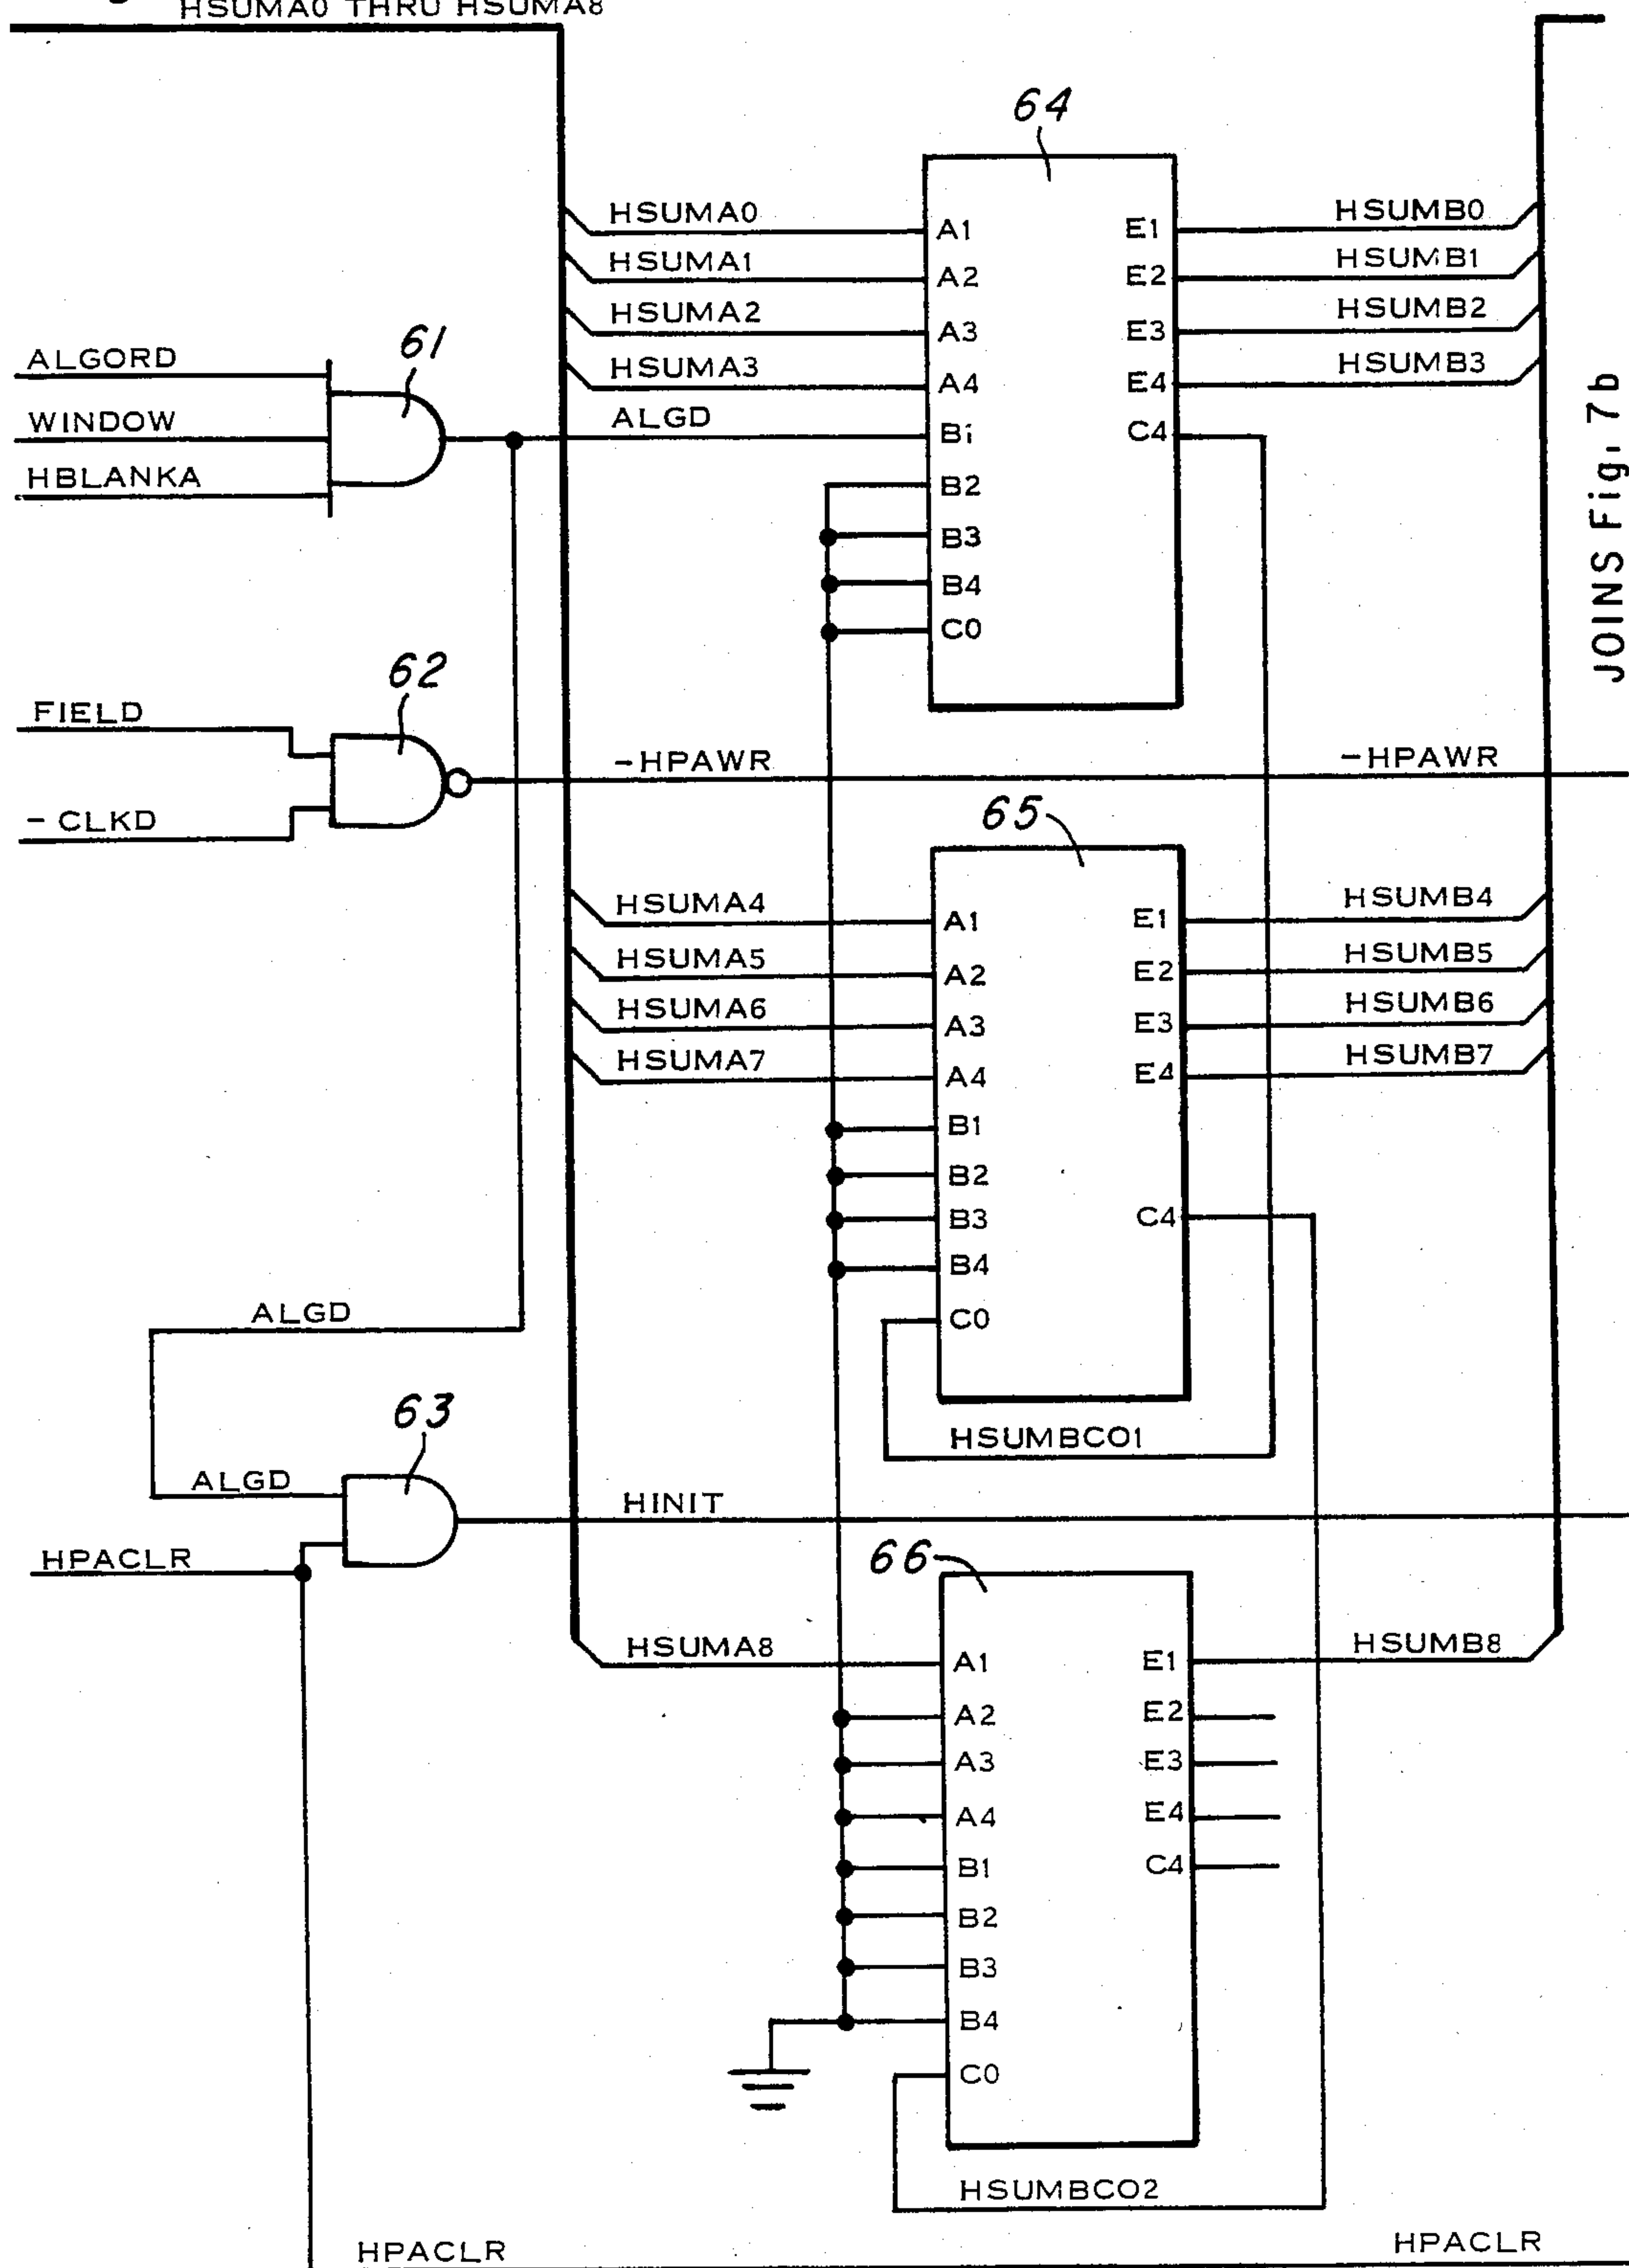 HSUMA0 THRU HSUMA8
64
HSUMA0
A1
E1
HSUMB0
HSUMA1
A2
E2
HSUMB1
HSUMA2
A3
E3
HSUMB2
HSUMA3
A4
E4
HSUMB3
ALGORD
WINDOW
HBLANKA
61
ALGD
B1
C4
B2
B3
B4
C0
JOINS Fig. 7b
FIELD
-CLKD
62
-HPAWR
-HPAWR
65
HSUMA4
A1
E1
HSUMB4
HSUMA5
A2
E2
HSUMB5
HSUMA6
A3
E3
HSUMB6
HSUMA7
A4
E4
HSUMB7
B1
B2
B3
C4
B4
C0
HSUMBCO1
ALGD
63
ALGD
HPACLR
HINIT
66
HSUMA8
A1
E1
HSUMB8
A2
E2
A3
E3
A4
E4
B1
C4
B2
B3
B4
C0
HSUMBCO2
HPACLR
HPACLR